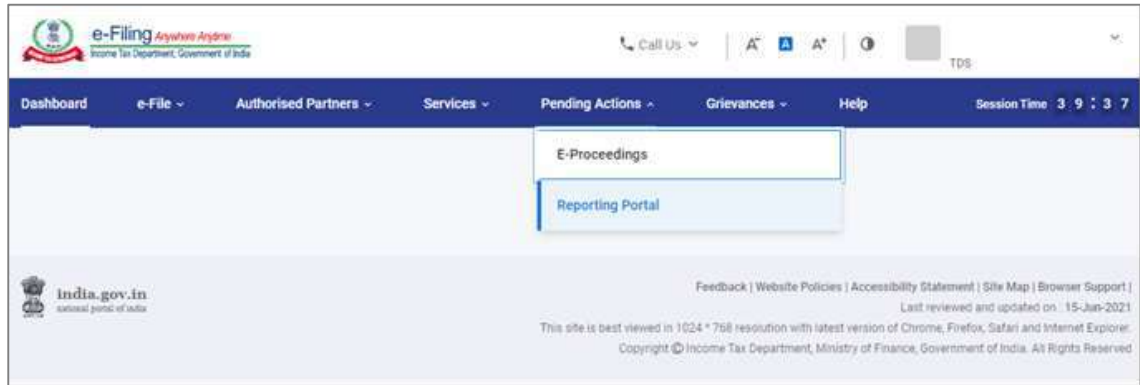 e-Filing Anywhere Anytime
Income Tax Department, Government of India
Call Us
A- A A+
TDS
Dashboard e-File Authorised Partners Services Pending Actions Grievances Help Session Time 3 9 : 3 7
E-Proceedings
Reporting Portal
india.gov.in
national portal of india
Feedback | Website Policies | Accessibility Statement | Site Map | Browser Support |
Last reviewed and updated on : 15-Jun-2021
This site is best viewed in 1024 * 768 resolution with latest version of Chrome, Firefox, Safari and Internet Explorer.
Copyright © Income Tax Department, Ministry of Finance, Government of India. All Rights Reserved